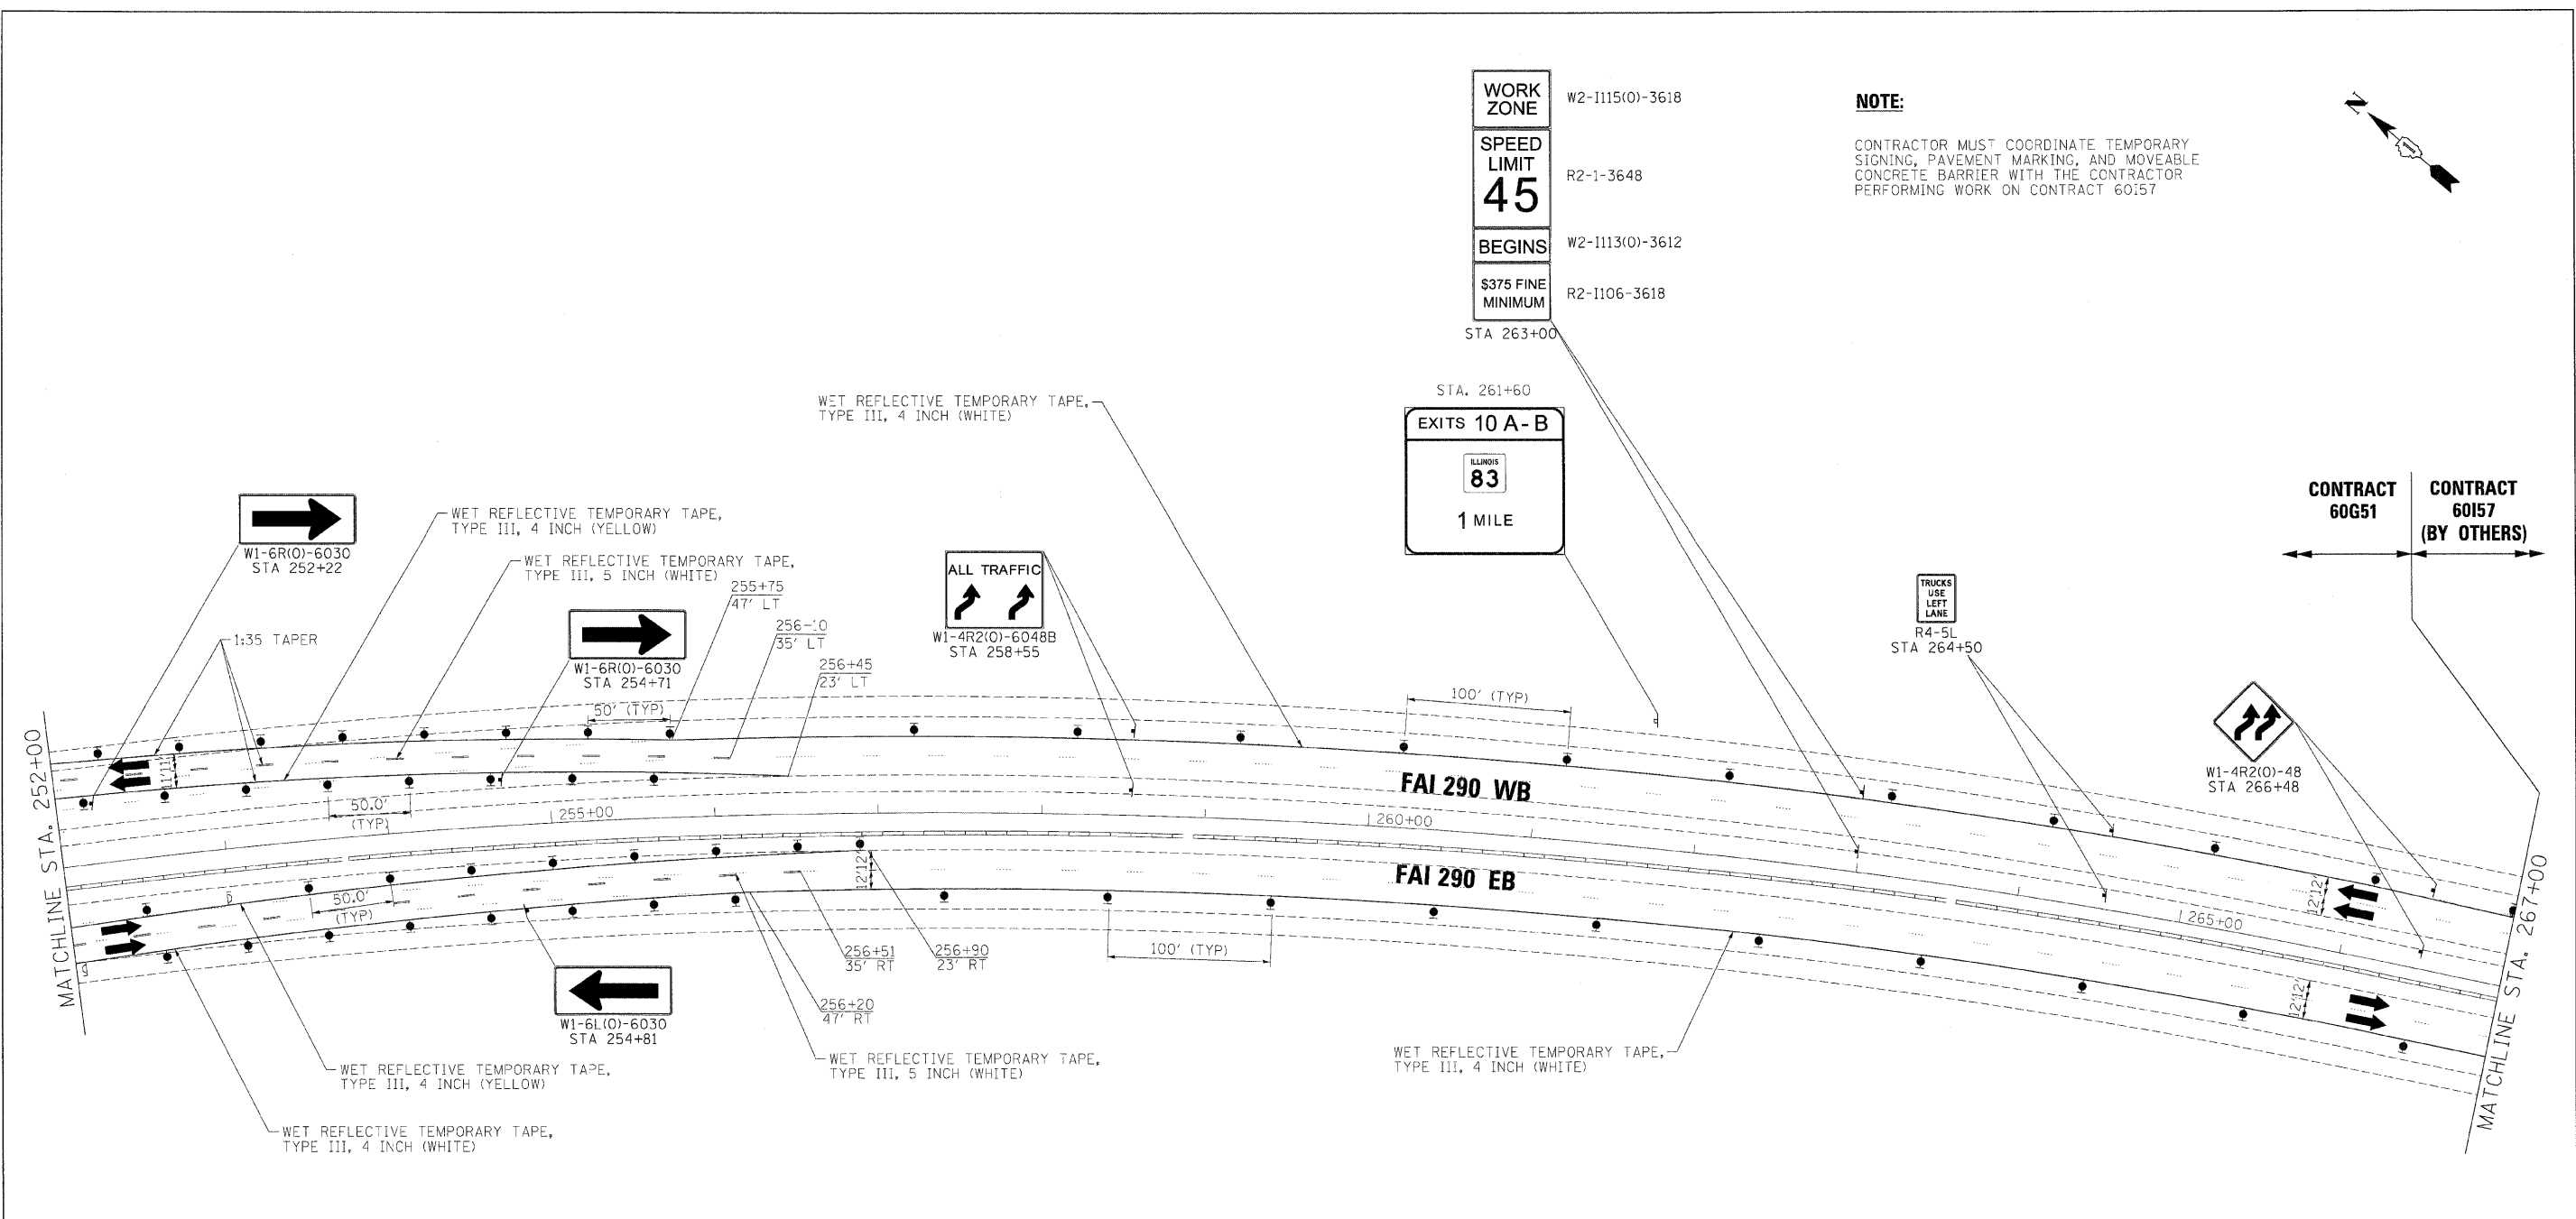 WORK
ZONE
W2-I115(O)-3618
SPEED
LIMIT
45
R2-1-3648
BEGINS
W2-I113(O)-3612
$375 FINE
MINIMUM
R2-I106-3618
STA 263+00
NOTE:
CONTRACTOR MUST COORDINATE TEMPORARY
SIGNING, PAVEMENT MARKING, AND MOVEABLE
CONCRETE BARRIER WITH THE CONTRACTOR
PERFORMING WORK ON CONTRACT 60I57
N
STA. 261+60
EXITS 10 A-B
ILLINOIS
83
1 MILE
WET REFLECTIVE TEMPORARY TAPE,
TYPE III, 4 INCH (WHITE)
CONTRACT
60G51
CONTRACT
60I57
(BY OTHERS)
W1-6R(O)-6030
STA 252+22
WET REFLECTIVE TEMPORARY TAPE,
TYPE III, 4 INCH (YELLOW)
WET REFLECTIVE TEMPORARY TAPE,
TYPE III, 5 INCH (WHITE)
255+75
47' LT
256-10
35' LT
256+45
23' LT
ALL TRAFFIC
W1-4R2(O)-6048B
STA 258+55
TRUCKS
USE
LEFT
LANE
R4-5L
STA 264+50
1:35 TAPER
W1-6R(O)-6030
STA 254+71
W1-4R2(O)-48
STA 266+48
50' (TYP)
100' (TYP)
MATCHLINE STA. 252+00
11'11'
50.0'
(TYP)
255+00
260+00
265+00
FAI 290 WB
FAI 290 EB
12'12'
12'12'
12'12'
50.0'
(TYP)
100' (TYP)
256+51
35' RT
256+90
23' RT
256+20
47' RT
W1-6L(O)-6030
STA 254+81
WET REFLECTIVE TEMPORARY TAPE,
TYPE III, 4 INCH (YELLOW)
WET REFLECTIVE TEMPORARY TAPE,
TYPE III, 5 INCH (WHITE)
WET REFLECTIVE TEMPORARY TAPE,
TYPE III, 4 INCH (WHITE)
WET REFLECTIVE TEMPORARY TAPE,
TYPE III, 4 INCH (WHITE)
MATCHLINE STA. 267+00